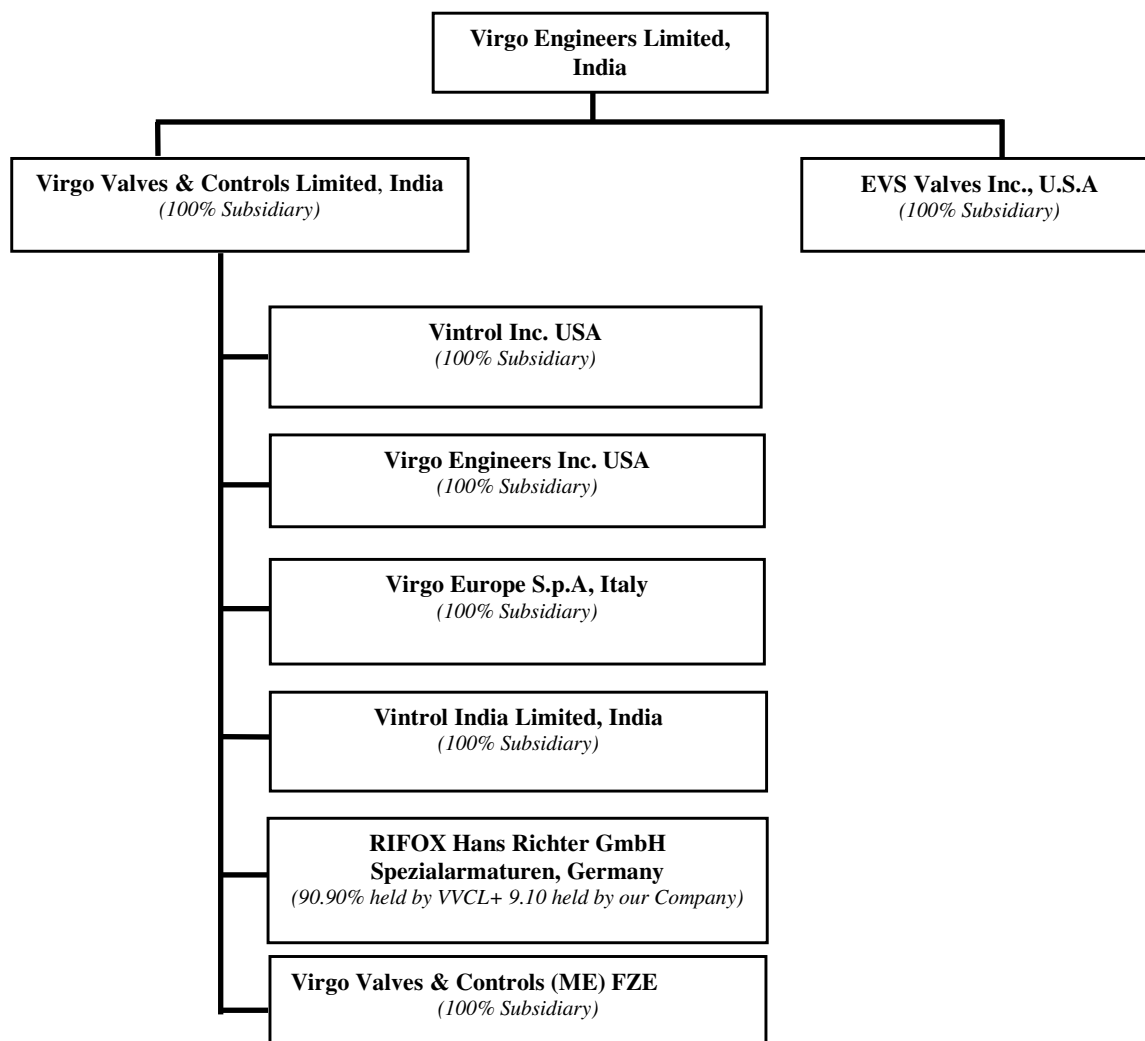 Virgo Engineers Limited,
India
Virgo Valves & Controls Limited, India
(100% Subsidiary)
EVS Valves Inc., U.S.A
(100% Subsidiary)
Vintrol Inc. USA
(100% Subsidiary)
Virgo Engineers Inc. USA
(100% Subsidiary)
Virgo Europe S.p.A, Italy
(100% Subsidiary)
Vintrol India Limited, India
(100% Subsidiary)
RIFOX Hans Richter GmbH
Spezialarmaturen, Germany
(90.90% held by VVCL+ 9.10 held by our Company)
Virgo Valves & Controls (ME) FZE
(100% Subsidiary)